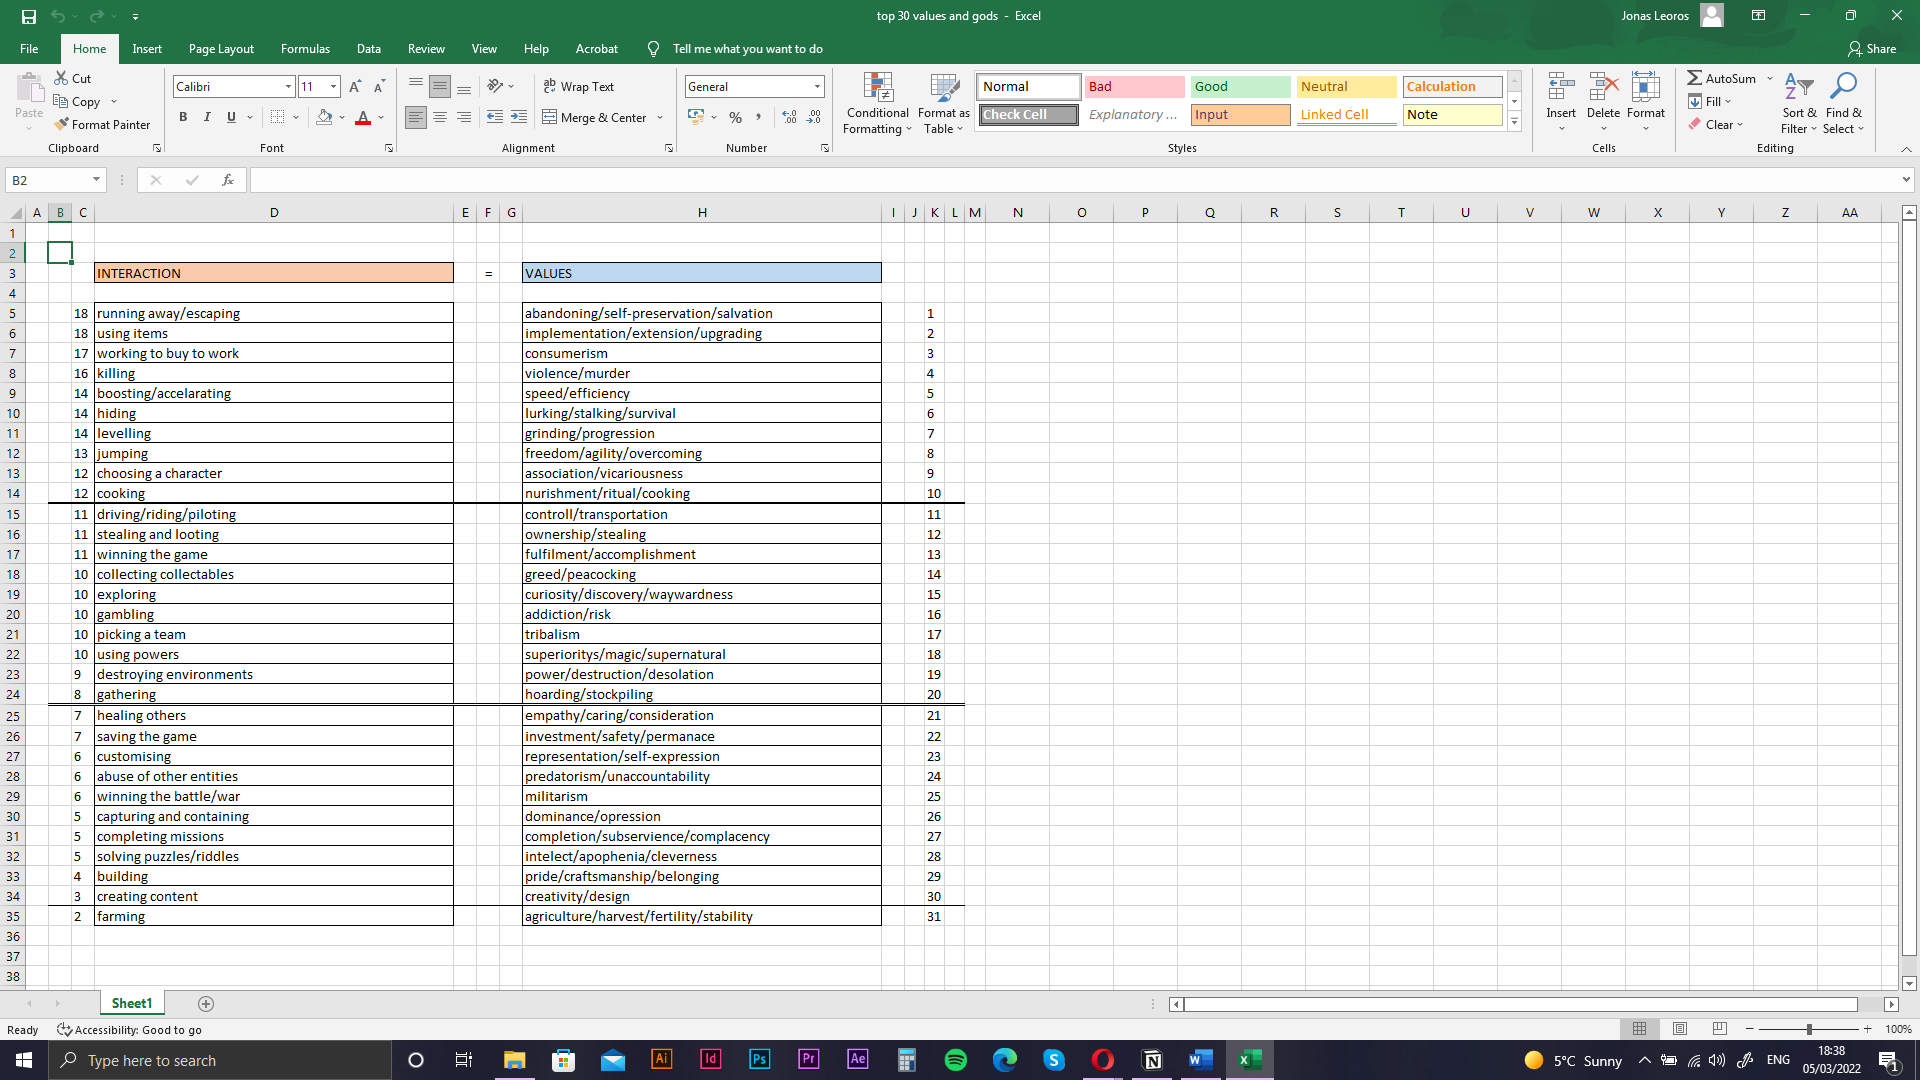 top 30 values and gods - Excel
Jonas Leoros
File Home Insert Page Layout Formulas Data Review View Help Acrobat Tell me what you want to do Share
Paste
Cut
Copy
Format Painter
Clipboard
Calibri 11
B I U
Font
Wrap Text
Merge & Center
Alignment
General
% ,
Number
Conditional Formatting
Format as Table
Normal Bad Good Neutral Calculation
Check Cell Explanatory ... Input Linked Cell Note
Styles
Insert Delete Format
Cells
AutoSum
Fill
Clear
Sort & Filter
Find & Select
Editing
B2 fx
A B C D E F G H I J K L M N O P Q R S T U V W X Y Z AA
1
2
3 INTERACTION = VALUES
4
5 18 running away/escaping abandoning/self-preservation/salvation 1
6 18 using items implementation/extension/upgrading 2
7 17 working to buy to work consumerism 3
8 16 killing violence/murder 4
9 14 boosting/accelarating speed/efficiency 5
10 14 hiding lurking/stalking/survival 6
11 14 levelling grinding/progression 7
12 13 jumping freedom/agility/overcoming 8
13 12 choosing a character association/vicariousness 9
14 12 cooking nurishment/ritual/cooking 10
15 11 driving/riding/piloting controll/transportation 11
16 11 stealing and looting ownership/stealing 12
17 11 winning the game fulfilment/accomplishment 13
18 10 collecting collectables greed/peacocking 14
19 10 exploring curiosity/discovery/waywardness 15
20 10 gambling addiction/risk 16
21 10 picking a team tribalism 17
22 10 using powers superioritys/magic/supernatural 18
23 9 destroying environments power/destruction/desolation 19
24 8 gathering hoarding/stockpiling 20
25 7 healing others empathy/caring/consideration 21
26 7 saving the game investment/safety/permanace 22
27 6 customising representation/self-expression 23
28 6 abuse of other entities predatorism/unaccountability 24
29 6 winning the battle/war militarism 25
30 5 capturing and containing dominance/opression 26
31 5 completing missions completion/subservience/complacency 27
32 5 solving puzzles/riddles intelect/apophenia/cleverness 28
33 4 building pride/craftsmanship/belonging 29
34 3 creating content creativity/design 30
35 2 farming agriculture/harvest/fertility/stability 31
36
37
38
Sheet1
Ready Accessibility: Good to go 100%
Type here to search
Ai Id Ps Pr Ae
5°C Sunny
ENG
18:38
05/03/2022
1